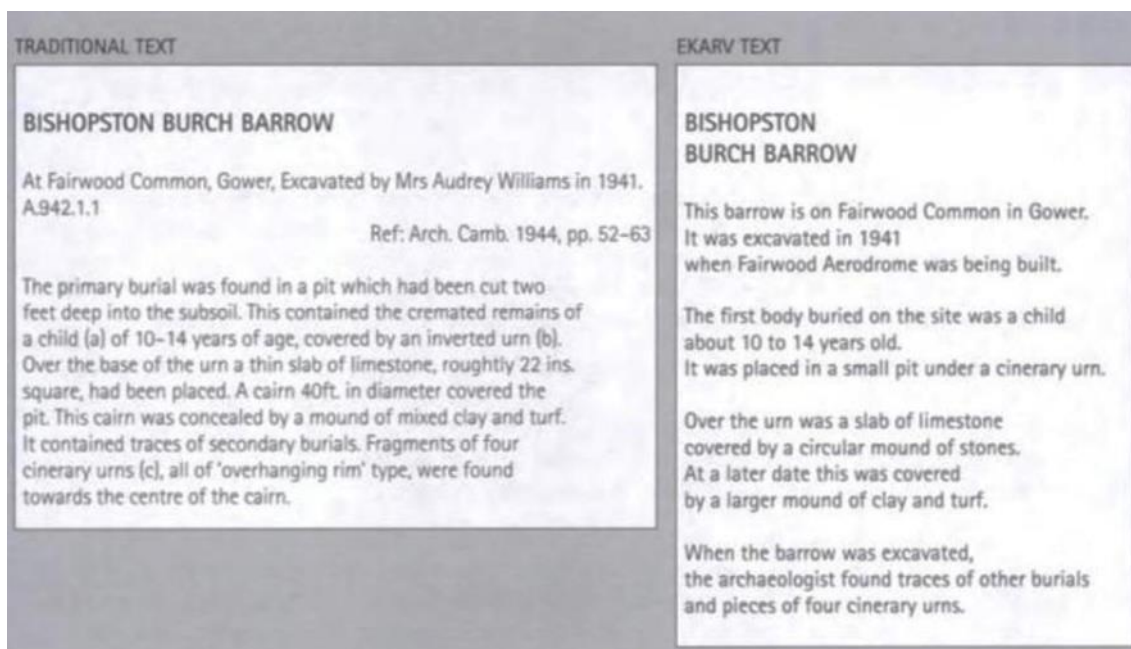 TRADITIONAL TEXT
BISHOPSTON BURCH BARROW
At Fairwood Common, Gower, Excavated by Mrs Audrey Williams in 1941.
A.942.1.1
Ref: Arch. Camb. 1944, pp. 52–63
The primary burial was found in a pit which had been cut two
feet deep into the subsoil. This contained the cremated remains of
a child (a) of 10–14 years of age, covered by an inverted urn (b).
Over the base of the urn a thin slab of limestone, roughtly 22 ins.
square, had been placed. A cairn 40ft. in diameter covered the
pit. This cairn was concealed by a mound of mixed clay and turf.
It contained traces of secondary burials. Fragments of four
cinerary urns (c), all of 'overhanging rim' type, were found
towards the centre of the cairn.
EKARV TEXT
BISHOPSTON
BURCH BARROW
This barrow is on Fairwood Common in Gower.
It was excavated in 1941
when Fairwood Aerodrome was being built.
The first body buried on the site was a child
about 10 to 14 years old.
It was placed in a small pit under a cinerary urn.
Over the urn was a slab of limestone
covered by a circular mound of stones.
At a later date this was covered
by a larger mound of clay and turf.
When the barrow was excavated,
the archaeologist found traces of other burials
and pieces of four cinerary urns.